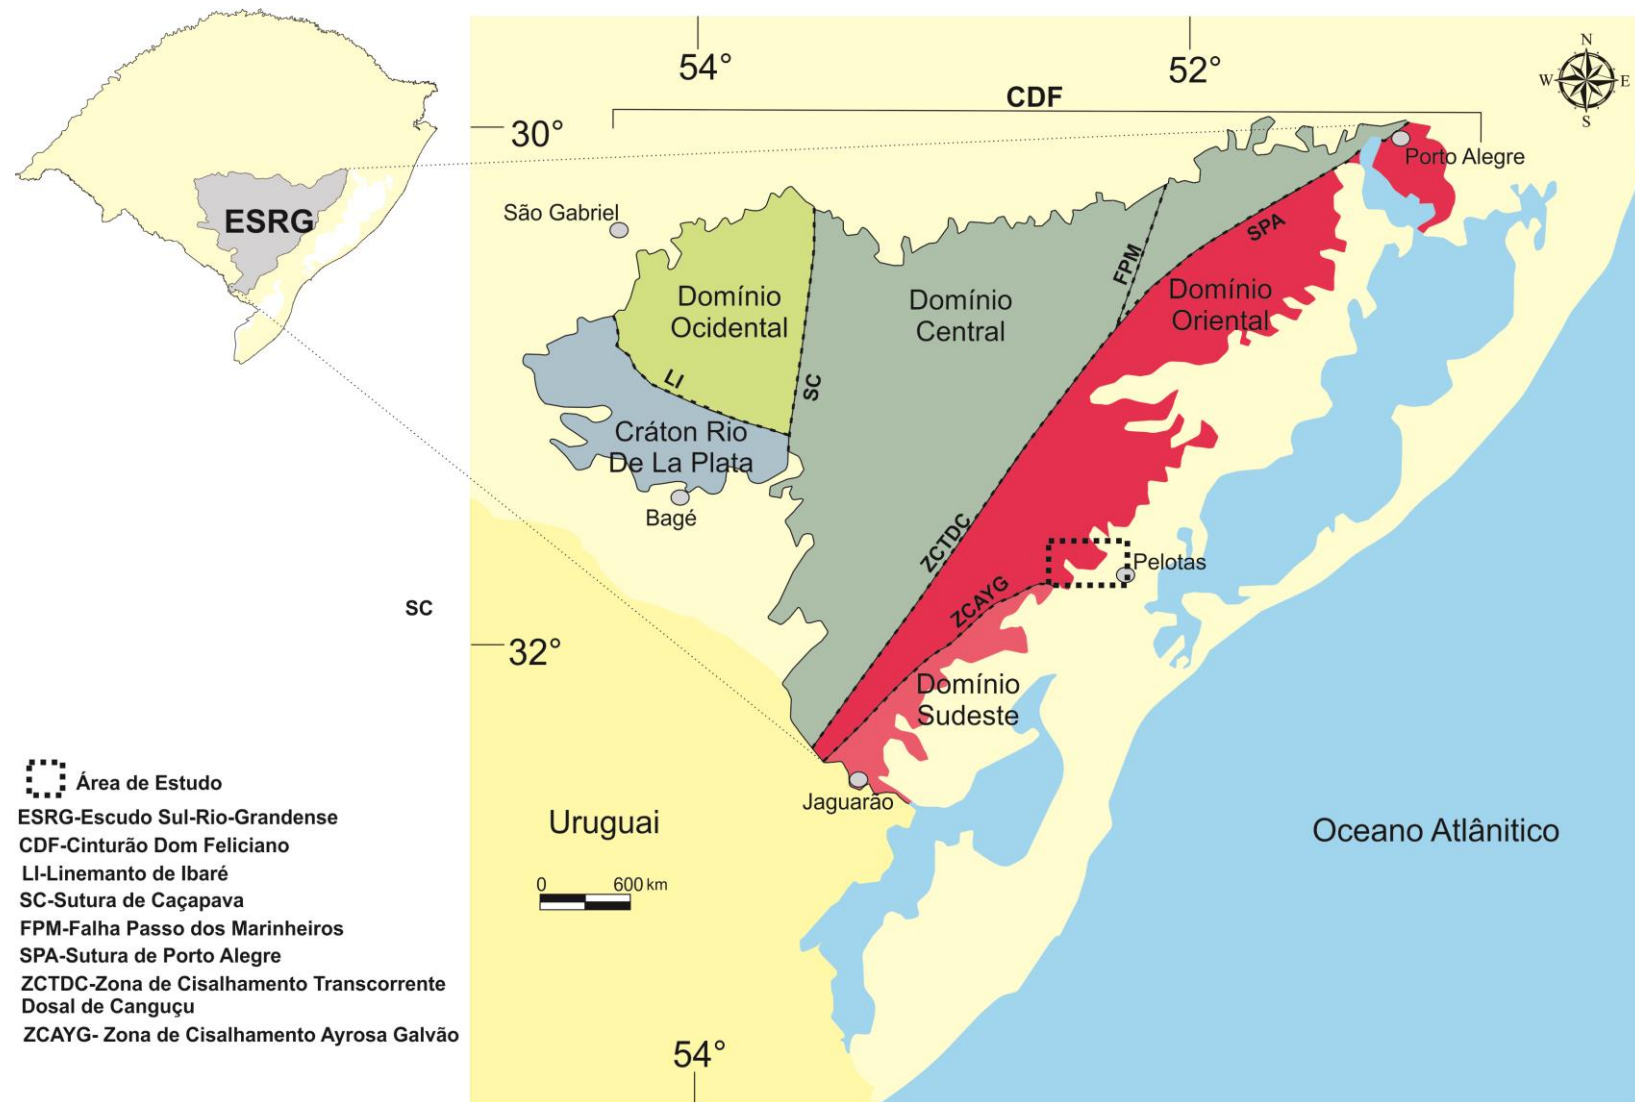 54°
52°
CDF
N
W
E
S
30°
Porto Alegre
São Gabriel
ESRG
SPA
FPM
Domínio
Ocidental
Domínio
Central
Domínio
Oriental
LI
SC
Cráton Rio
De La Plata
Bagé
ZCTDC
Pelotas
ZCAYG
SC
32°
Domínio
Sudeste
Jaguarão
Uruguai
Oceano Atlânitico
0 600 km
Área de Estudo
ESRG-Escudo Sul-Rio-Grandense
CDF-Cinturão Dom Feliciano
LI-Linemanto de Ibaré
SC-Sutura de Caçapava
FPM-Falha Passo dos Marinheiros
SPA-Sutura de Porto Alegre
ZCTDC-Zona de Cisalhamento Transcorrente
Dosal de Canguçu
ZCAYG- Zona de Cisalhamento Ayrosa Galvão
54°